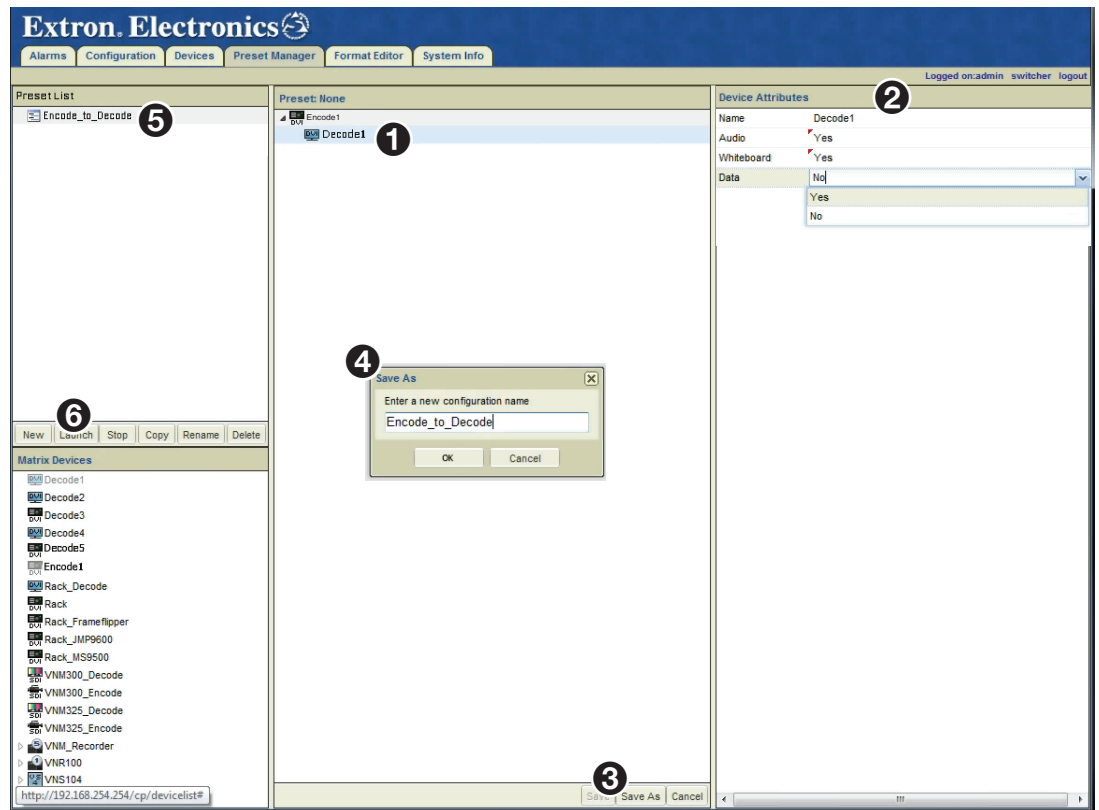 Extron. Electronics
Alarms Configuration Devices Preset Manager Format Editor System Info
Logged on:admin switcher logout
Preset List
Encode_to_Decode
5
New Launch Stop Copy Rename Delete
6
Matrix Devices
Decode1
Decode2
Decode3
Decode4
Decode5
Encode1
Rack_Decode
Rack
Rack_Frameflipper
Rack_JMP9600
Rack_MS9500
VNM300_Decode
VNM300_Encode
VNM325_Decode
VNM325_Encode
VNM_Recorder
VNR100
VNS104
http://192.168.254.254/cp/devicelist#
Preset: None
Encode1
Decode1
1
4
Save As
Enter a new configuration name
Encode_to_Decode
OK Cancel
3
Save Save As Cancel
Device Attributes
2
Name Decode1
Audio Yes
Whiteboard Yes
Data No
Yes
No